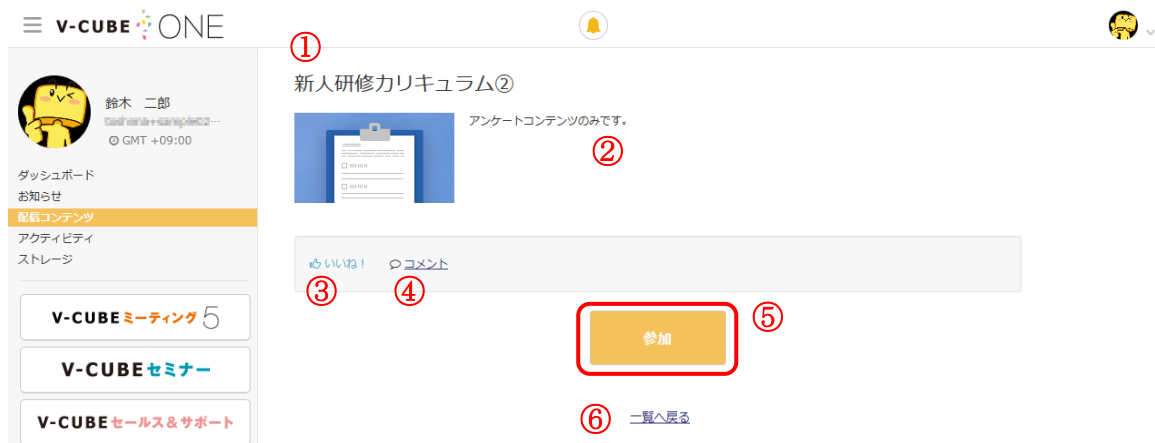 V-CUBE ONE
①
新人研修カリキュラム②
鈴木 二郎
GMT +09:00
アンケートコンテンツのみです。
②
ダッシュボード
お知らせ
配信コンテンツ
アクティビティ
ストレージ
いいね! コメント
③ ④
参加
⑤
⑥ 一覧へ戻る
V-CUBE ミーティング 5
V-CUBE セミナー
V-CUBE セールス&サポート